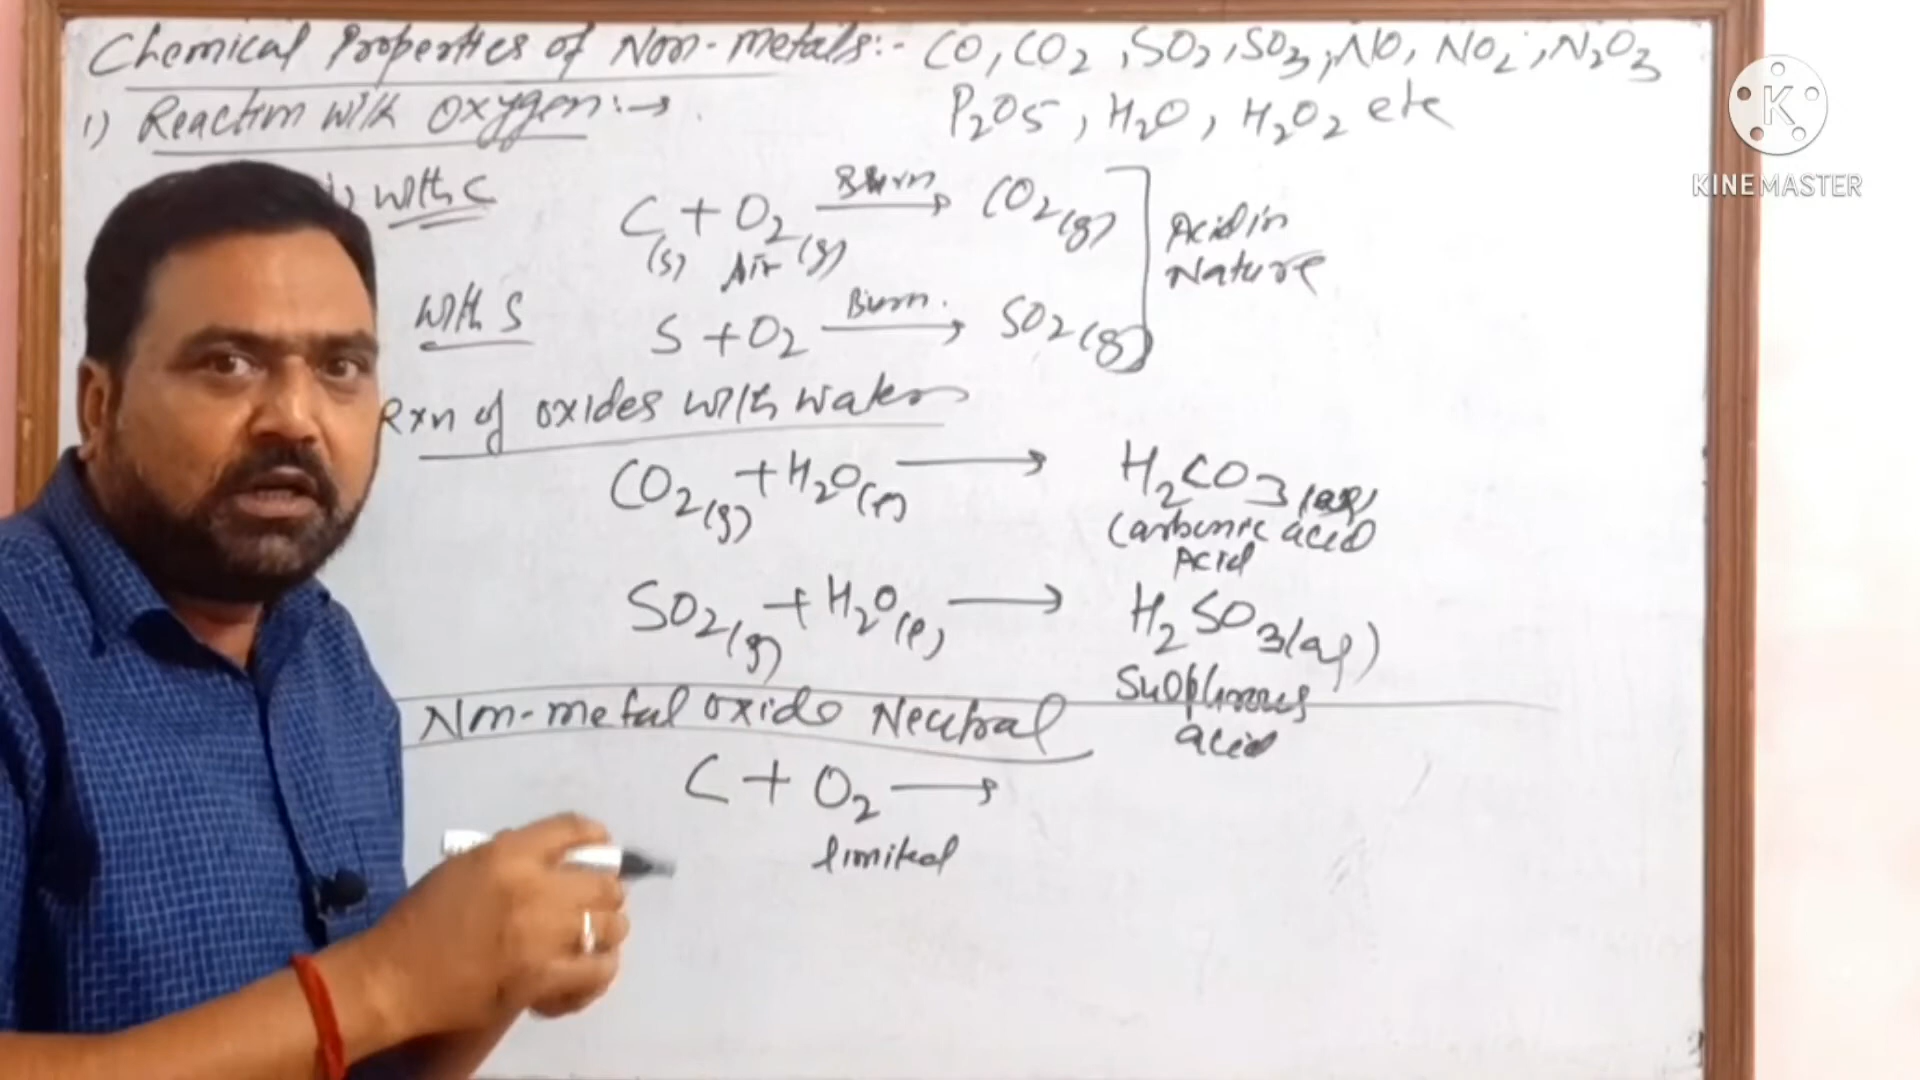 Chemical Properties of Non-metals:- CO, CO2, SO2, SO3, NO, NO2, N2O3
P2O5, H2O, H2O2 etc
1) Reaction with Oxygen:→
with C
C(s) + O2(g) Burn→ CO2(g)
Air
Acid in
Nature
with S
S + O2 Burn→ SO2(g)
Rxn of oxides with water
CO2(g) + H2O(l) → H2CO3(aq)
Carbonic acid
Acid
SO2(g) + H2O(l) → H2SO3(aq)
Sulphurous
acid
Non-metal oxide Neutral
C + O2 →
limited
K
KINEMASTER